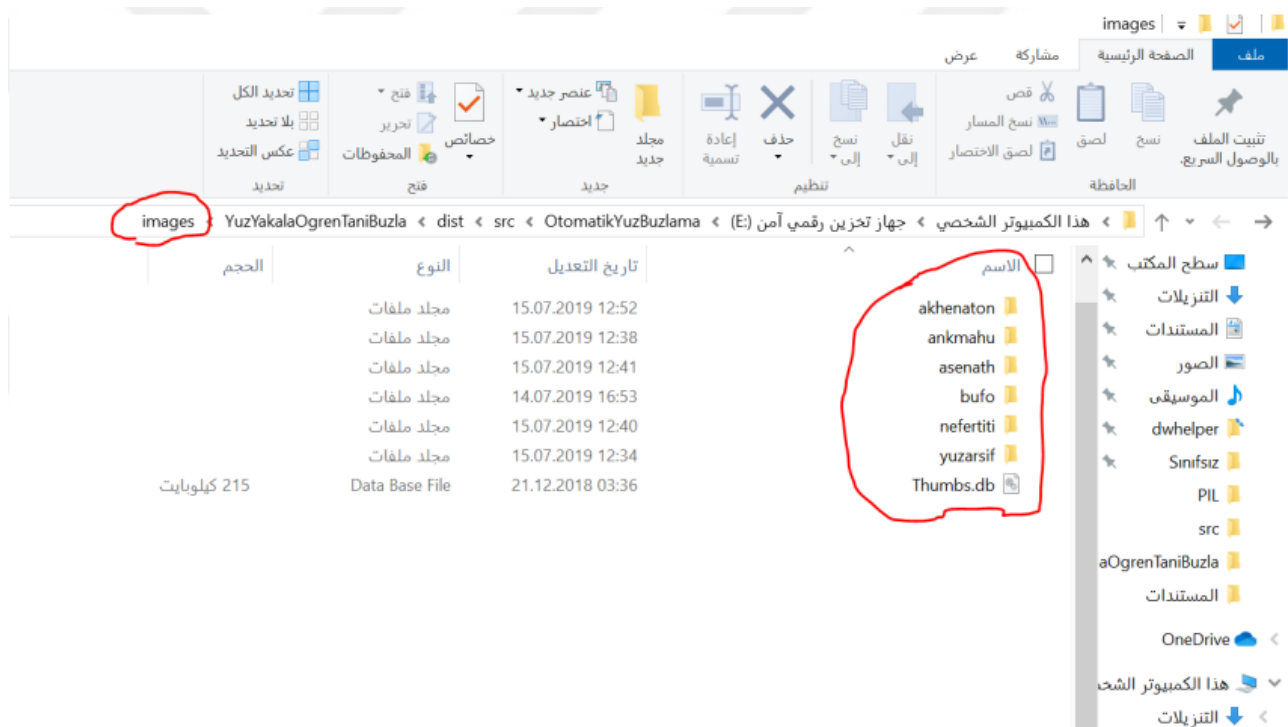 images
ملف
الصفحة الرئيسية
مشاركة
عرض
تثبيت الملف
بالوصول السريع.
نسخ
لصق
قص
نسخ المسار
لصق الاختصار
الحافظة
نقل
إلى
نسخ
إلى
حذف
إعادة
تسمية
تنظيم
مجلد
جديد
عنصر جديد
اختصار
جديد
خصائص
فتح
تحرير
المحفوظات
فتح
تحديد الكل
بلا تحديد
عكس التحديد
تحديد
هذا الكمبيوتر الشخصي › جهاز تخزين رقمي آمن (E:) › OtomatikYuzBuzlama › src › dist › YuzYakalaOgrenTaniBuzla › images
الاسم تاريخ التعديل النوع الحجم
akhenaton 15.07.2019 12:52 مجلد ملفات
ankmahu 15.07.2019 12:38 مجلد ملفات
asenath 15.07.2019 12:41 مجلد ملفات
bufo 14.07.2019 16:53 مجلد ملفات
nefertiti 15.07.2019 12:40 مجلد ملفات
yuzarsif 15.07.2019 12:34 مجلد ملفات
Thumbs.db 21.12.2018 03:36 Data Base File 215 كيلوبايت
سطح المكتب
التنزيلات
المستندات
الصور
الموسيقى
dwhelper
Sınıfsız
PIL
src
aOgrenTaniBuzla
المستندات
OneDrive
هذا الكمبيوتر الشخص
التنزيلات